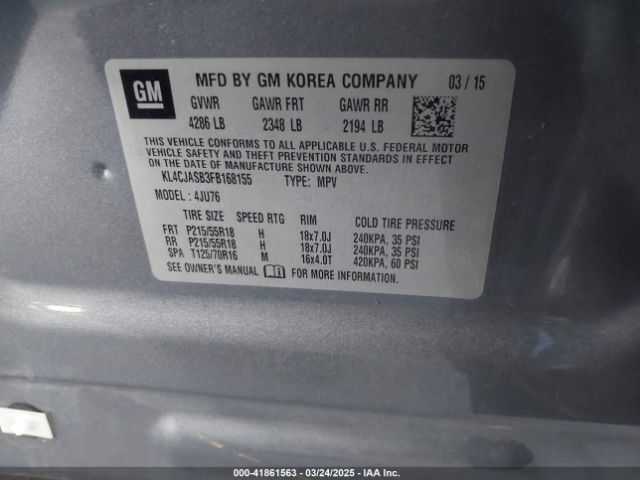 GM
MFD BY GM KOREA COMPANY 03 / 15
GVWR GAWR FRT GAWR RR
4286 LB 2348 LB 2194 LB
THIS VEHICLE CONFORMS TO ALL APPLICABLE U.S. FEDERAL MOTOR
VEHICLE SAFETY AND THEFT PREVENTION STANDARDS IN EFFECT
ON THE DATE OF MANUFACTURE SHOWN ABOVE.
KL4CJASB3FB168155 TYPE: MPV
MODEL : 4JU76
TIRE SIZE SPEED RTG RIM COLD TIRE PRESSURE
FRT P215/55R18 H 18x7.0J 240KPA, 35 PSI
RR P215/55R18 H 18x7.0J 240KPA, 35 PSI
SPA T125/70R16 M 16x4.0T 420KPA, 60 PSI
SEE OWNER'S MANUAL FOR MORE INFORMATION
000-41861563 — 03/24/2025 — IAA Inc.